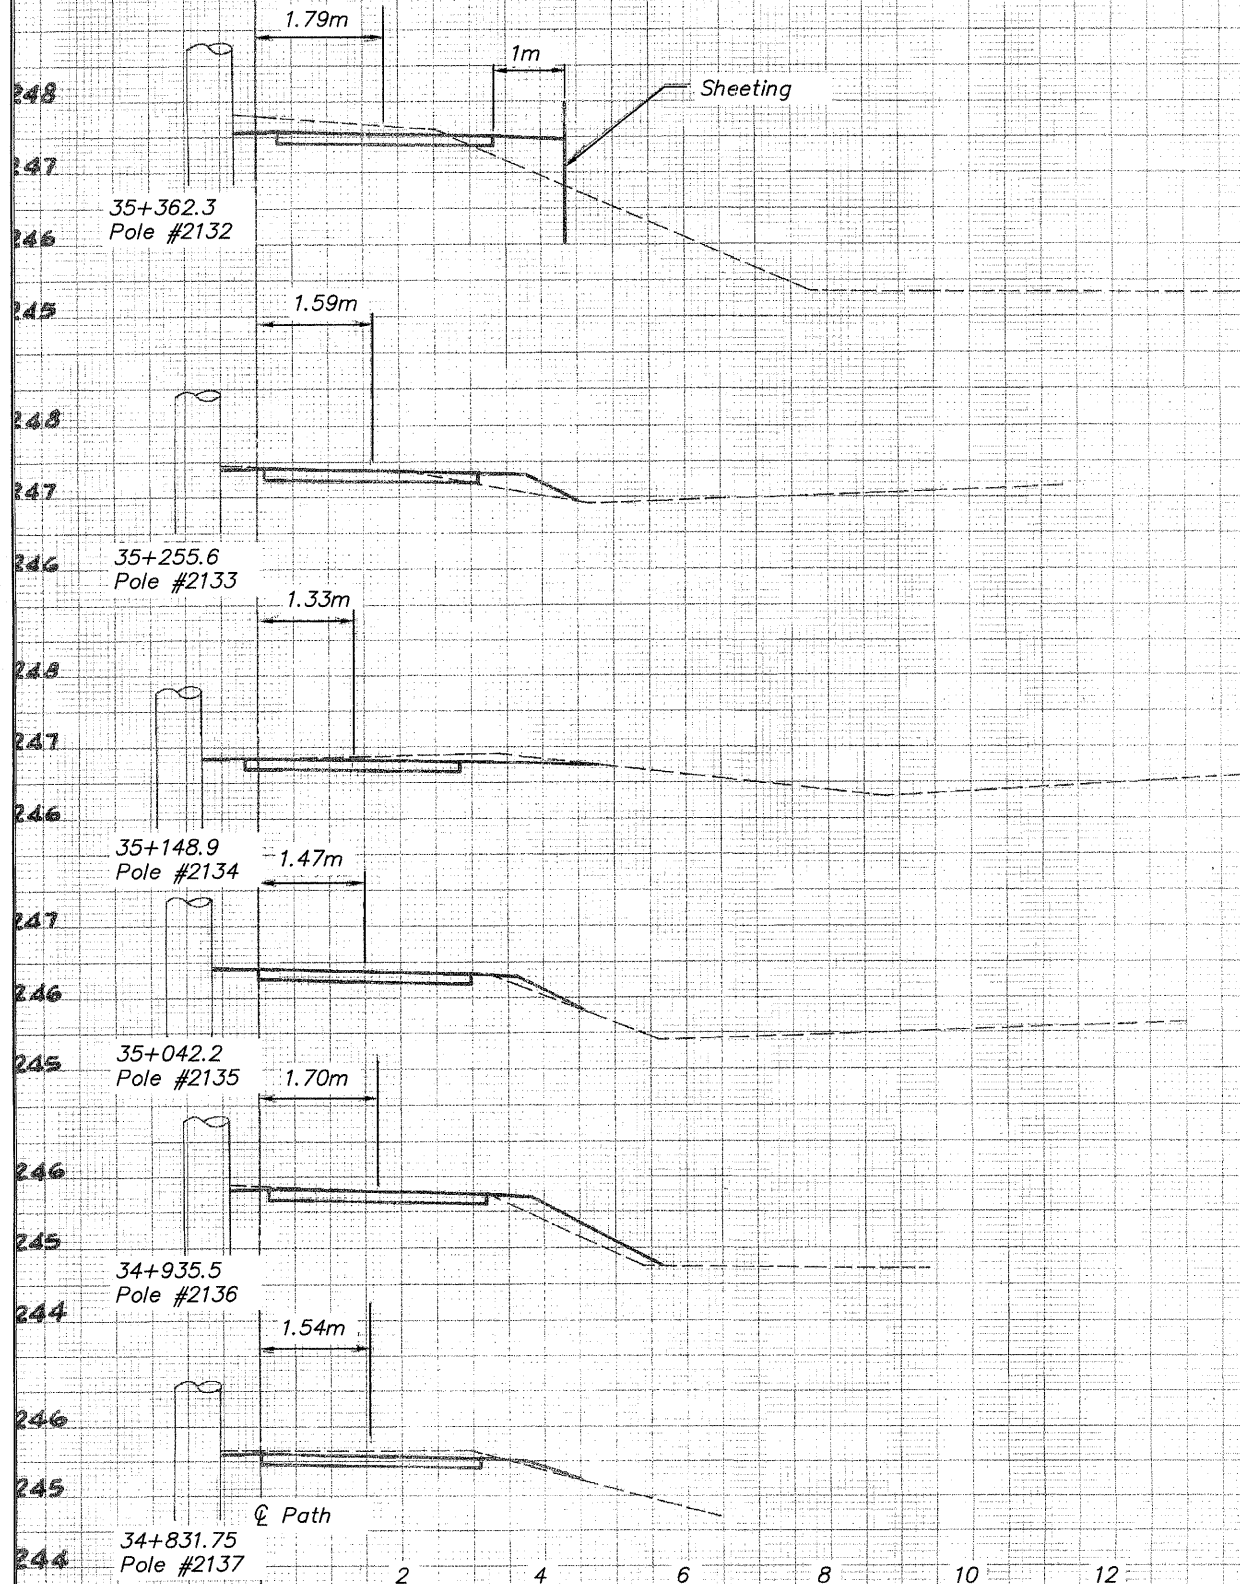 1.79m
1m
Sheeting
248
247
35+362.3
Pole #2132
246
245
1.59m
248
247
35+255.6
Pole #2133
246
1.33m
248
247
246
35+148.9
Pole #2134
1.47m
247
246
35+042.2
Pole #2135
245
1.70m
246
245
34+935.5
Pole #2136
244
1.54m
246
245
℄ Path
34+831.75
Pole #2137
244
2 4 6 8 10 12